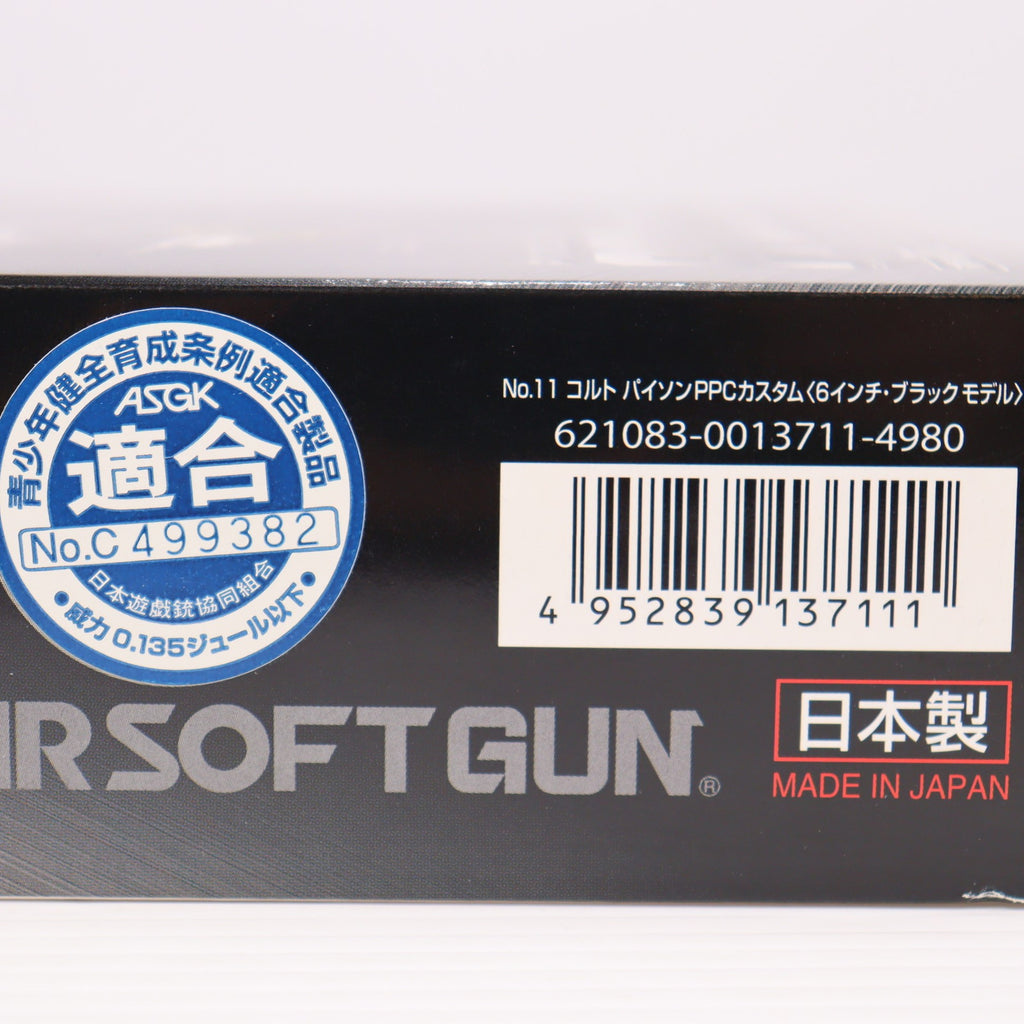 青少年健全育成条例適合製品
ASGK
適合
No.C 499382
日本遊戯銃協同組合
威力 0.135ジュール以下
No.11 コルト パイソンPPCカスタム〈6インチ・ブラックモデル〉
621083-0013711-4980
4 952839 137111
IRSOFT GUN®
日本製
MADE IN JAPAN